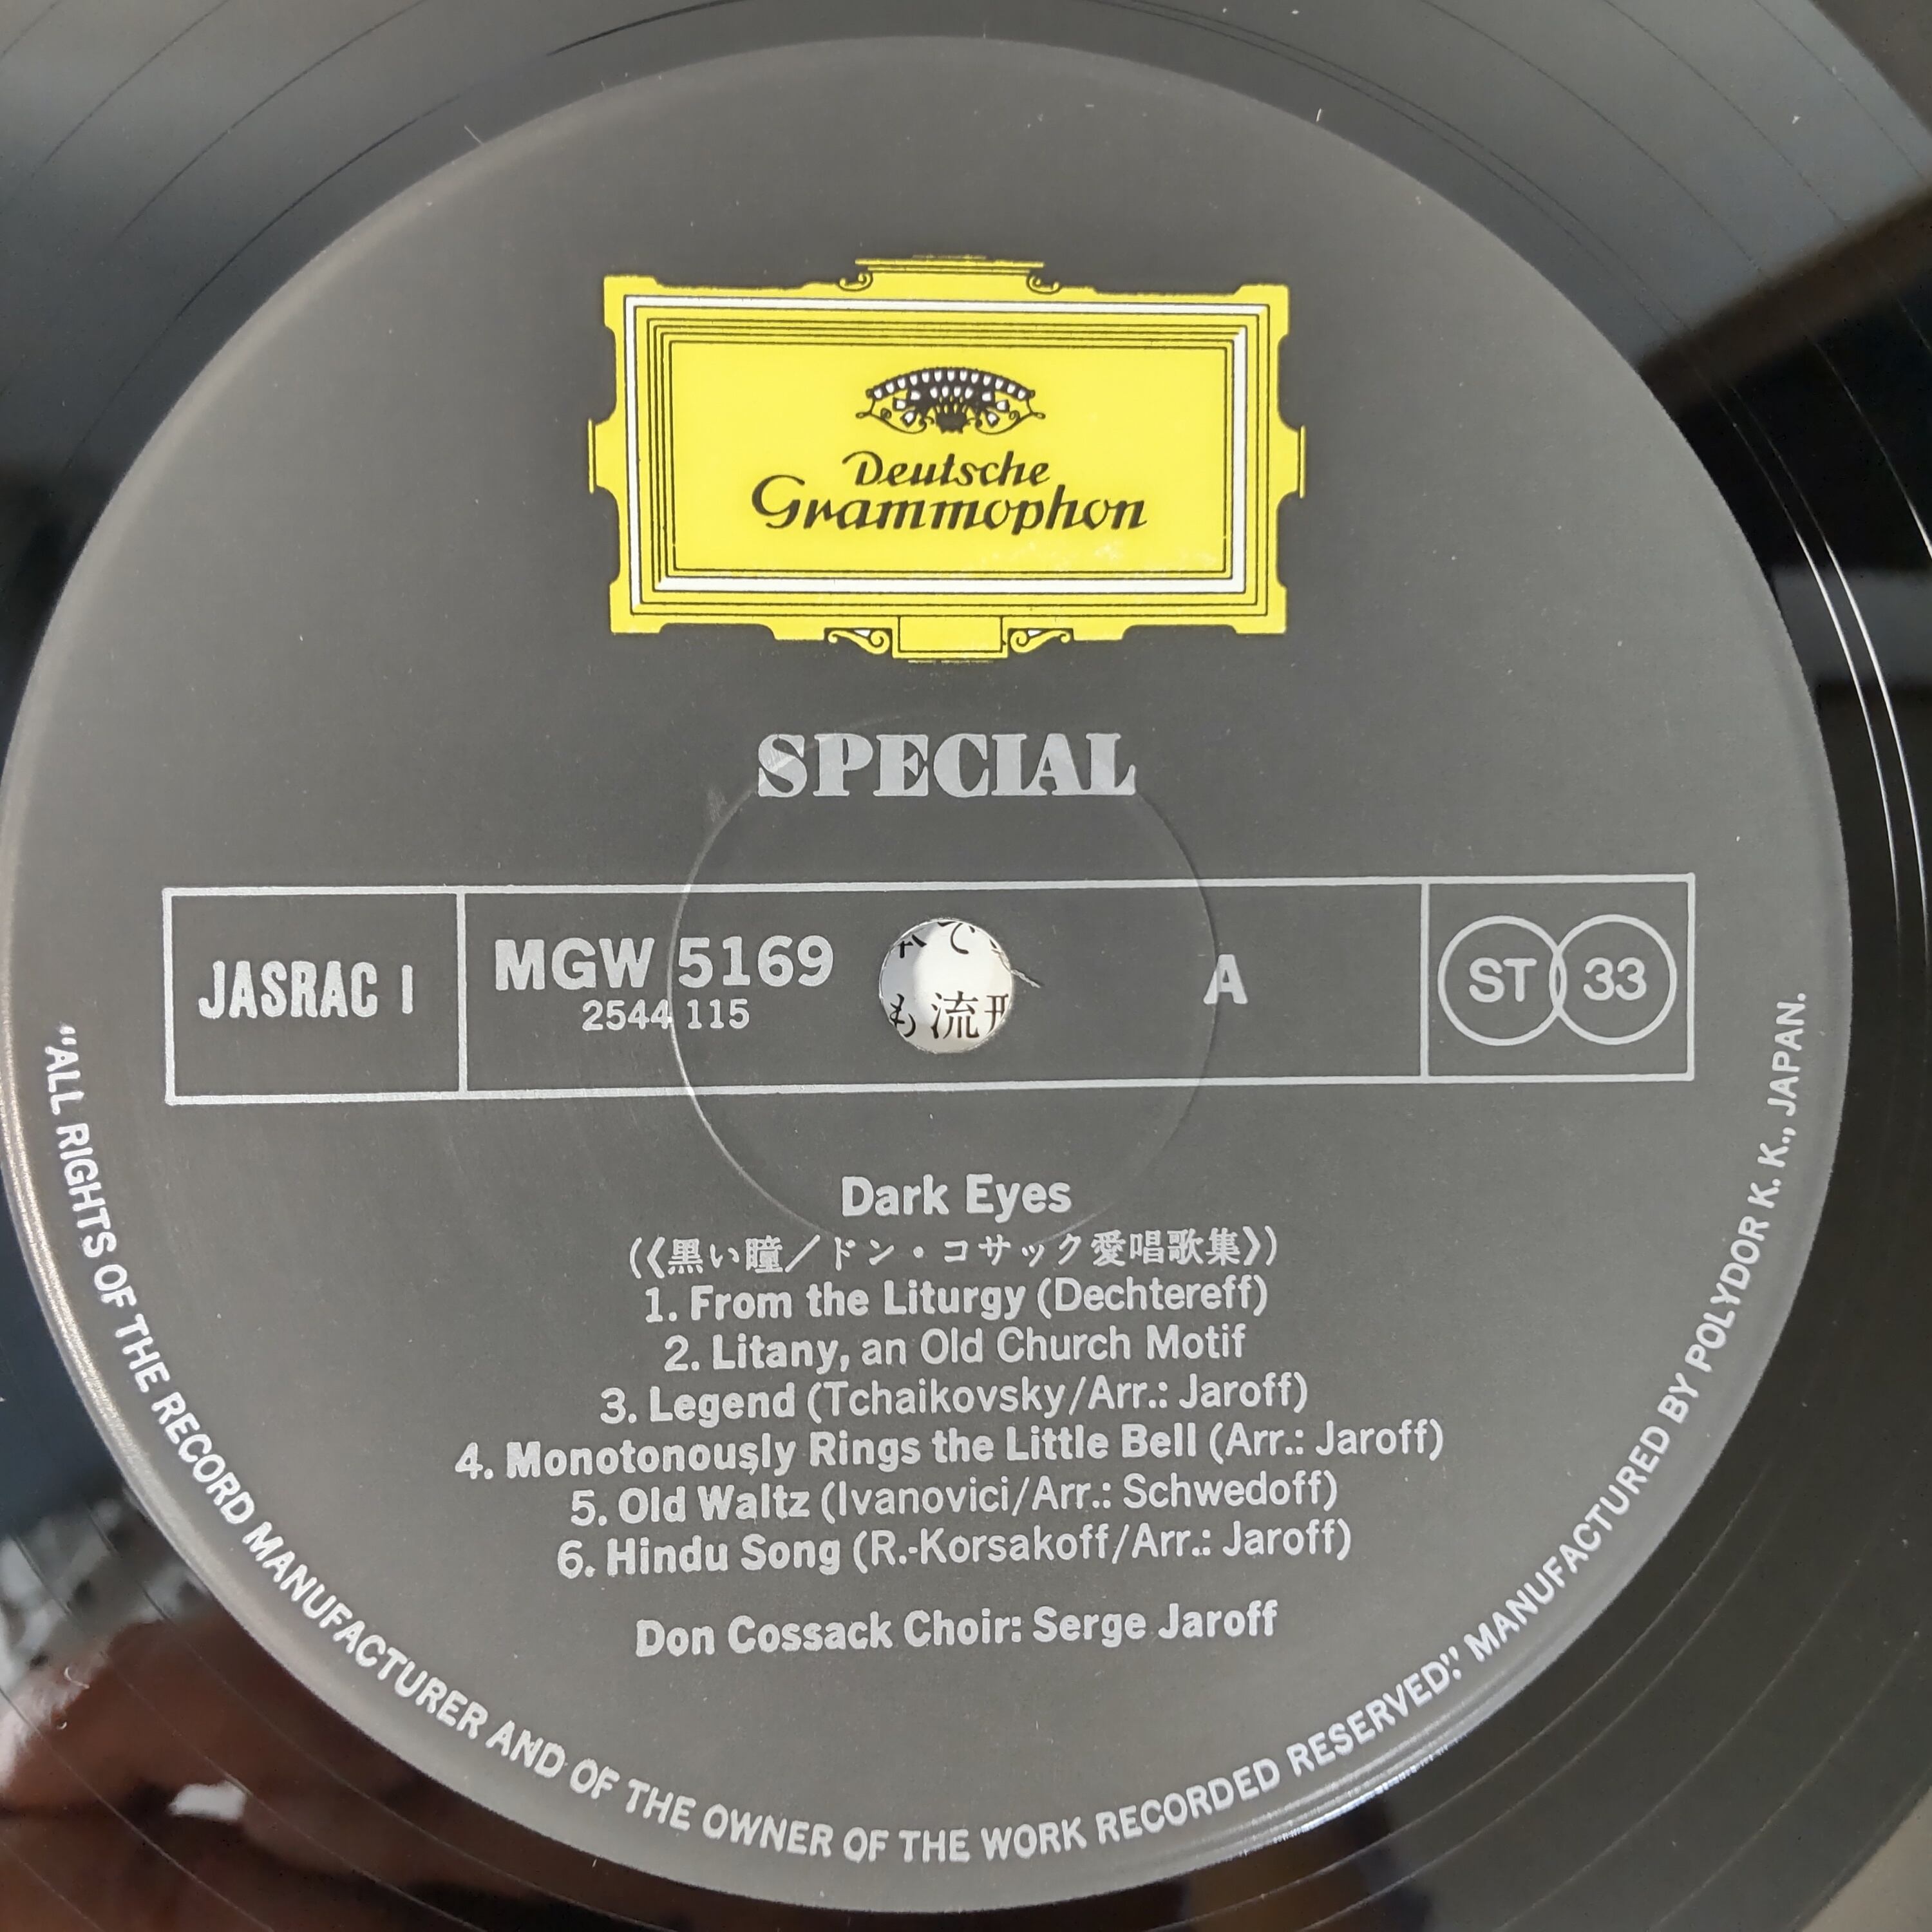 Deutsche
Grammophon
SPECIAL
JASRAC I
MGW 5169
2544 115
も流
A
ST 33
Dark Eyes
(《黒い瞳／ドン・コサック愛唱歌集》)
1. From the Liturgy (Dechtereff)
2. Litany, an Old Church Motif
3. Legend (Tchaikovsky/Arr.: Jaroff)
4. Monotonously Rings the Little Bell (Arr.: Jaroff)
5. Old Waltz (Ivanovici/Arr.: Schwedoff)
6. Hindu Song (R.-Korsakoff/Arr.: Jaroff)
Don Cossack Choir: Serge Jaroff
"ALL RIGHTS OF THE RECORD MANUFACTURER AND OF THE OWNER OF THE WORK RECORDED RESERVED." MANUFACTURED BY POLYDOR K. K., JAPAN.